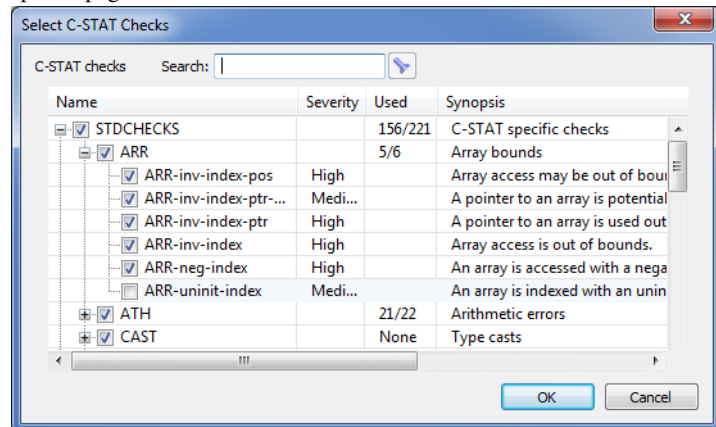 Select C-STAT Checks
C-STAT checks Search:
Name Severity Used Synopsis
STDCHECKS 156/221 C-STAT specific checks
ARR 5/6 Array bounds
ARR-inv-index-pos High Array access may be out of bour
ARR-inv-index-ptr-... Medi... A pointer to an array is potential
ARR-inv-index-ptr High A pointer to an array is used out
ARR-inv-index High Array access is out of bounds.
ARR-neg-index High An array is accessed with a nega
ARR-uninit-index Medi... An array is indexed with an unin
ATH 21/22 Arithmetic errors
CAST None Type casts
OK Cancel